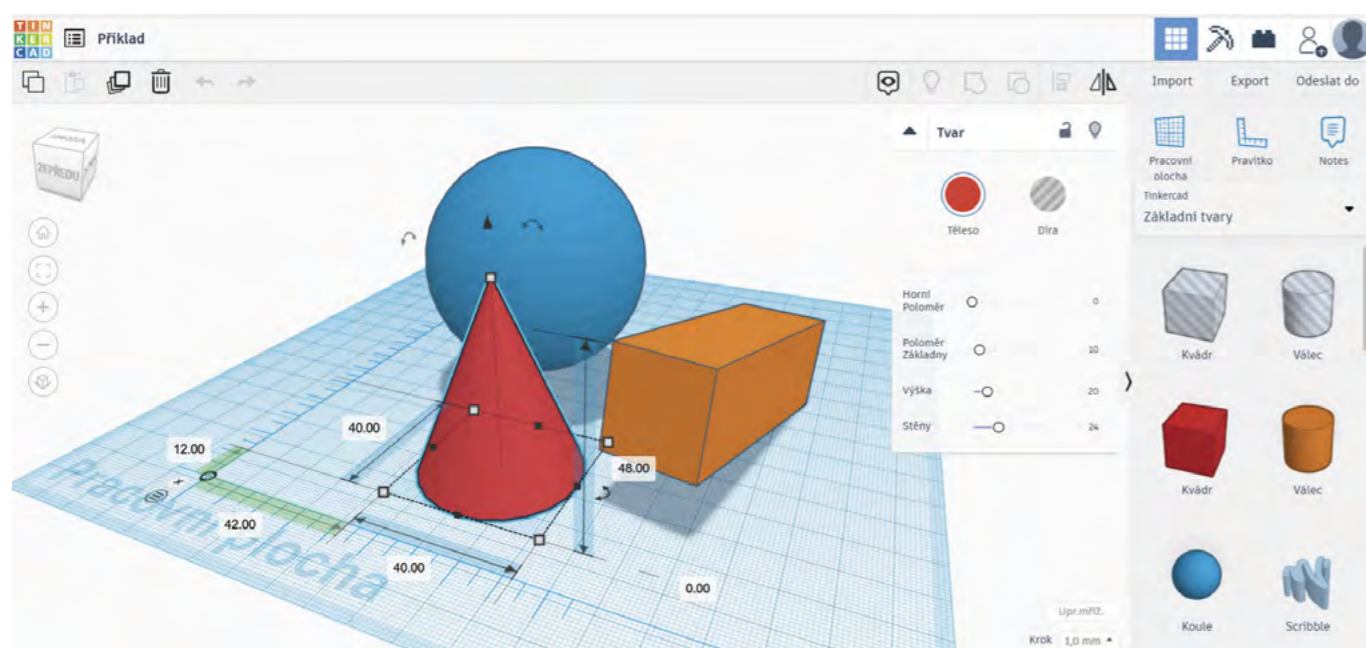 TIN
KER
CAD
Příklad
Import
Export
Odeslat do
ZEPŘEDU
Tvar
Těleso
Díra
Horní
Poloměr
0
Poloměr
Základny
10
Výška
20
Stěny
24
Pracovní
plocha
Pravítko
Notes
Tinkercad
Základní tvary
Kvádr
Válec
Kvádr
Válec
Koule
Scribble
40.00
12.00
48.00
42.00
40.00
0.00
Pracovní plocha
Upr.mříž.
Krok 1,0 mm